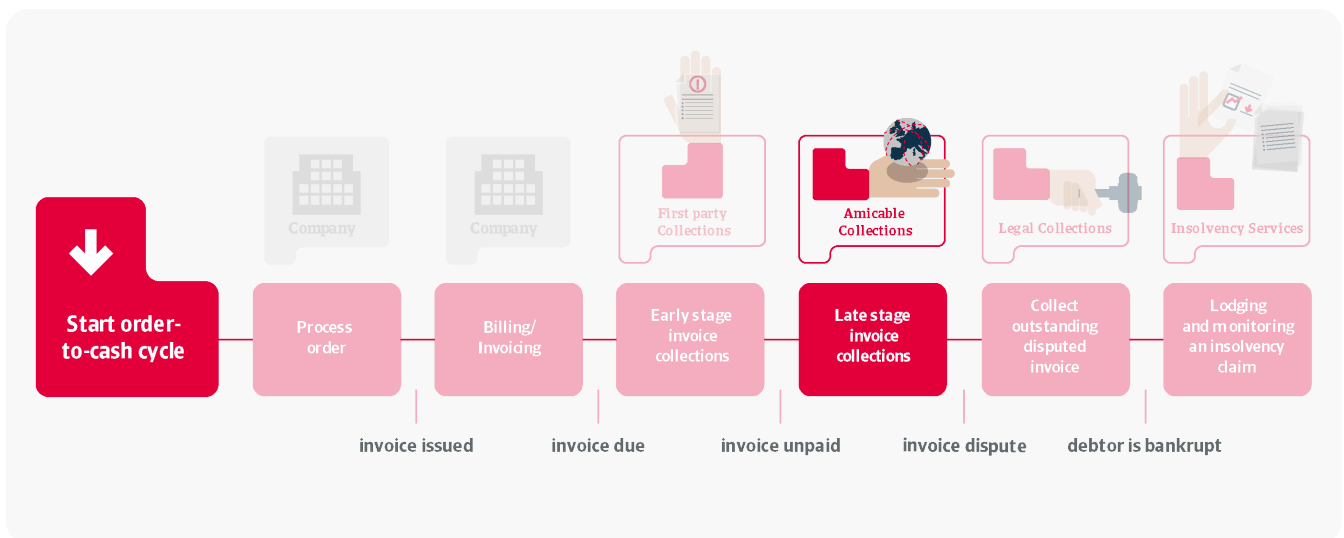 Company
Company
First party
Collections
Amicable
Collections
Legal Collections
Insolvency Services
Start order-
to-cash cycle
Process
order
Billing/
Invoicing
Early stage
invoice
collections
Late stage
invoice
collections
Collect
outstanding
disputed
invoice
Lodging
and monitoring
an insolvency
claim
invoice issued
invoice due
invoice unpaid
invoice dispute
debtor is bankrupt